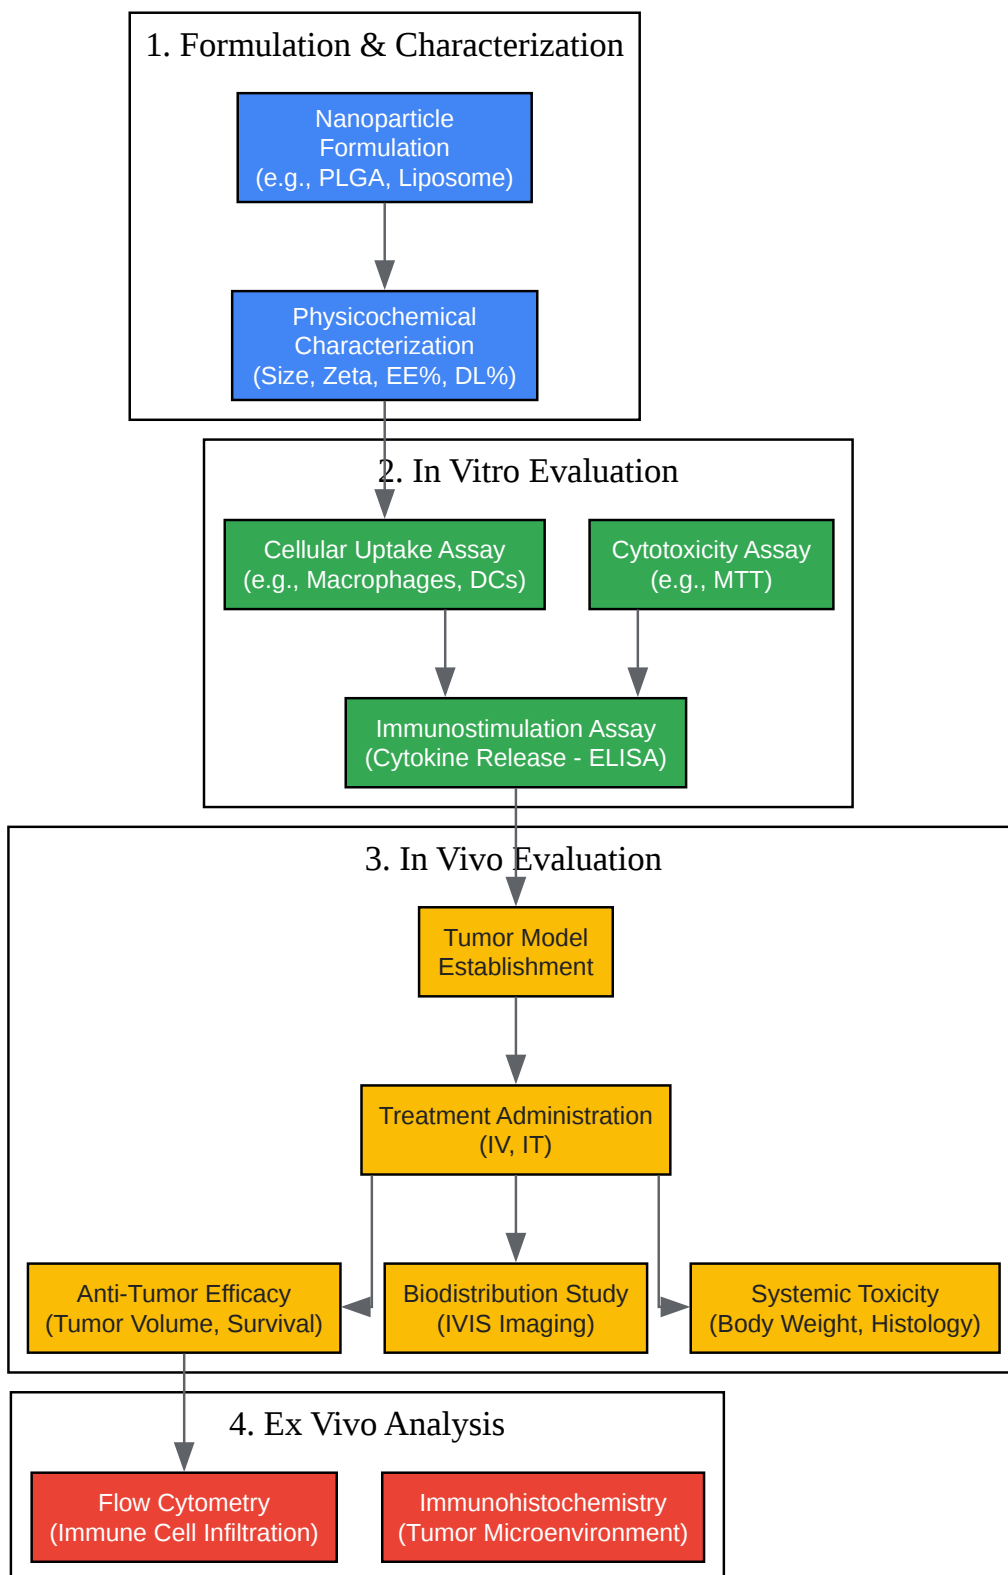 1. Formulation & Characterization
Nanoparticle
Formulation
(e.g., PLGA, Liposome)
Physicochemical
Characterization
(Size, Zeta, EE%, DL%)
2. In Vitro Evaluation
Cellular Uptake Assay
(e.g., Macrophages, DCs)
Cytotoxicity Assay
(e.g., MTT)
Immunostimulation Assay
(Cytokine Release - ELISA)
3. In Vivo Evaluation
Tumor Model
Establishment
Treatment Administration
(IV, IT)
Anti-Tumor Efficacy
(Tumor Volume, Survival)
Biodistribution Study
(IVIS Imaging)
Systemic Toxicity
(Body Weight, Histology)
4. Ex Vivo Analysis
Flow Cytometry
(Immune Cell Infiltration)
Immunohistochemistry
(Tumor Microenvironment)